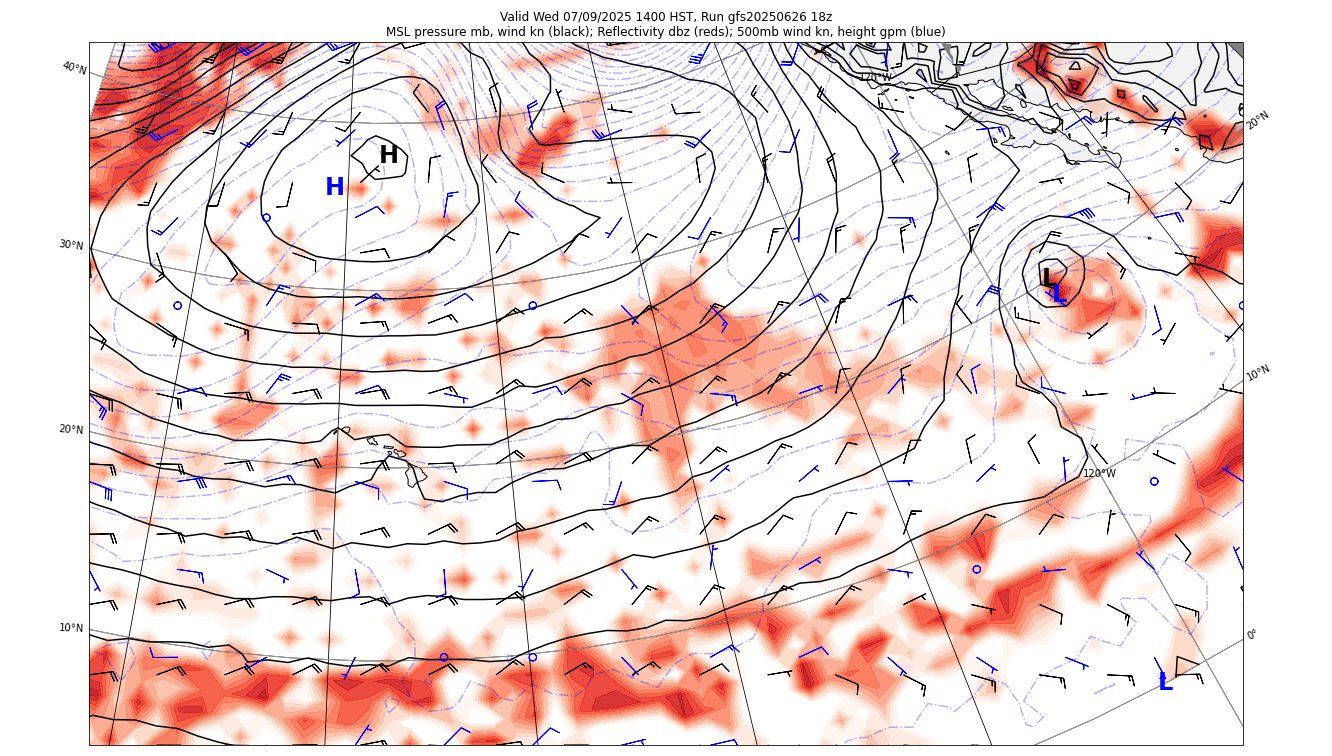 Valid Wed 07/09/2025 1400 HST, Run gfs20250626 18z
MSL pressure mb, wind kn (black); Reflectivity dbz (reds); 500mb wind kn, height gpm (blue)
40°N
120°W
20°N
H
H
30°N
L
L
10°N
20°N
120°W
10°N
0°
L